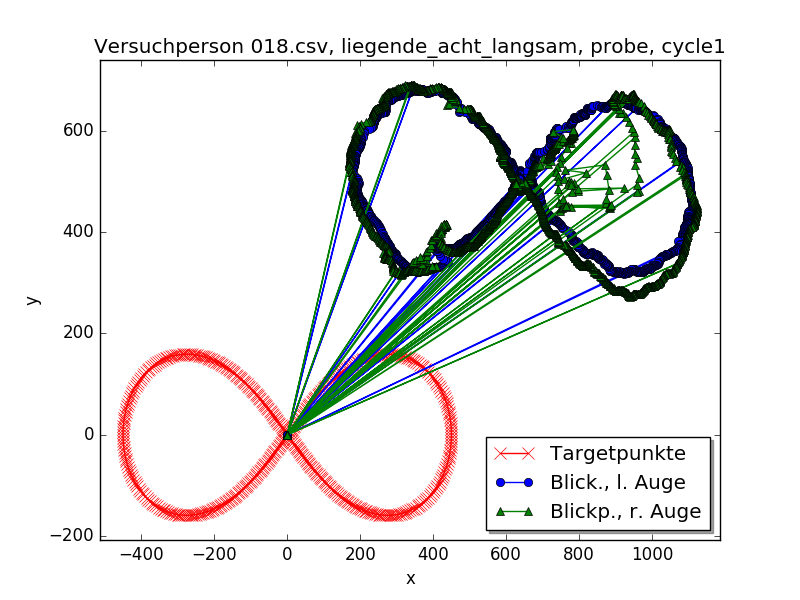 Versuchperson 018.csv, liegende_acht_langsam, probe, cycle1
600
400
200
0
−200
y
−400
−200
0
200
400
600
800
1000
x
Targetpunkte
Blick., l. Auge
Blickp., r. Auge